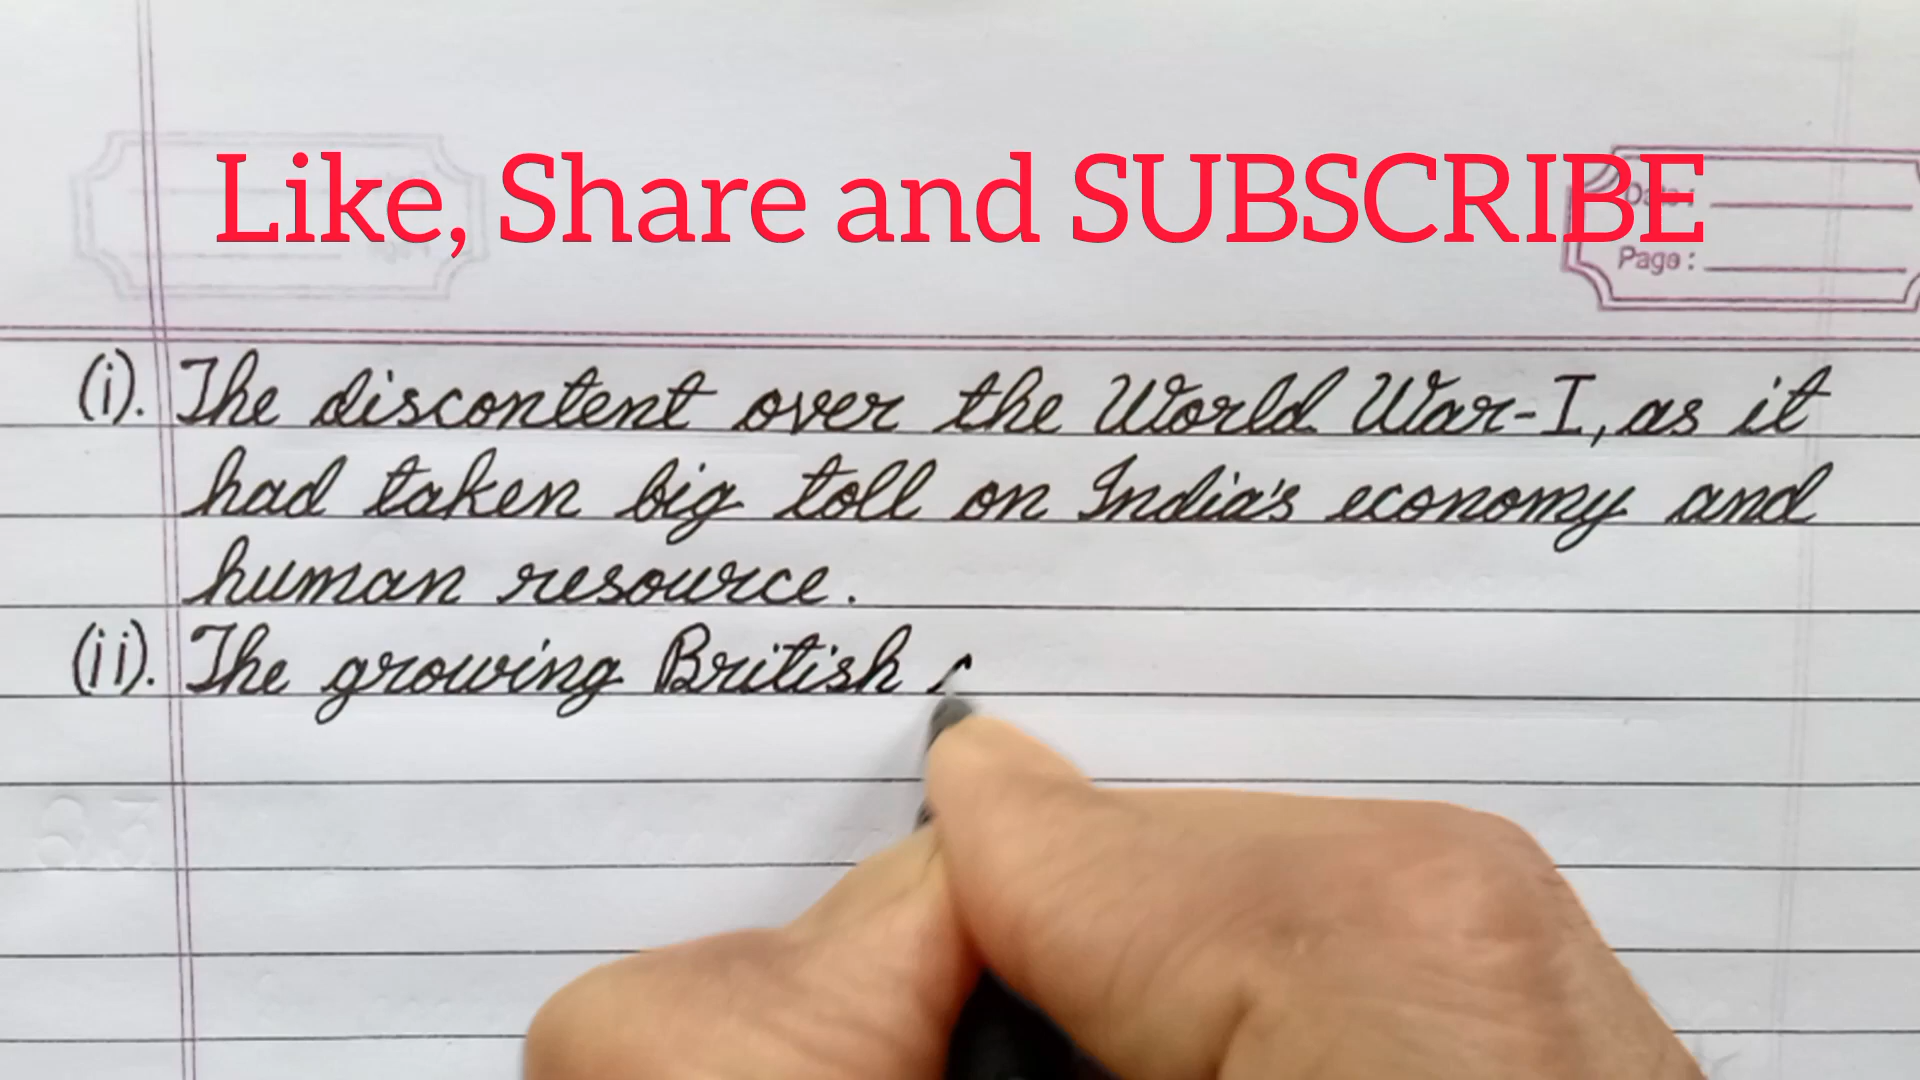 Like, Share and SUBSCRIBE
Date :
Page :
(i). The discontent over the World War-I, as it
had taken big toll on India's economy and
human resource.
(ii). The growing British